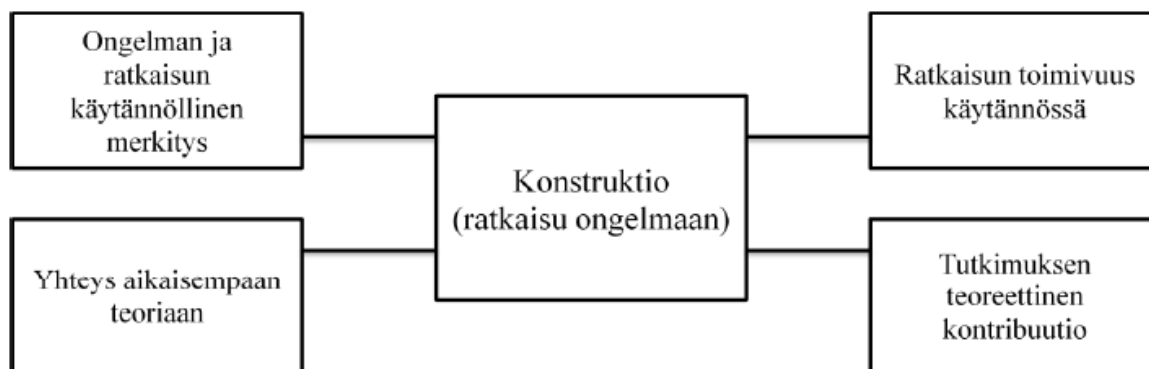 Ongelman ja
ratkaisun
käytännöllinen
merkitys
Yhteys aikaisempaan
teoriaan
Konstruktio
(ratkaisu ongelmaan)
Ratkaisun toimivuus
käytännössä
Tutkimuksen
teoreettinen
kontribuutio